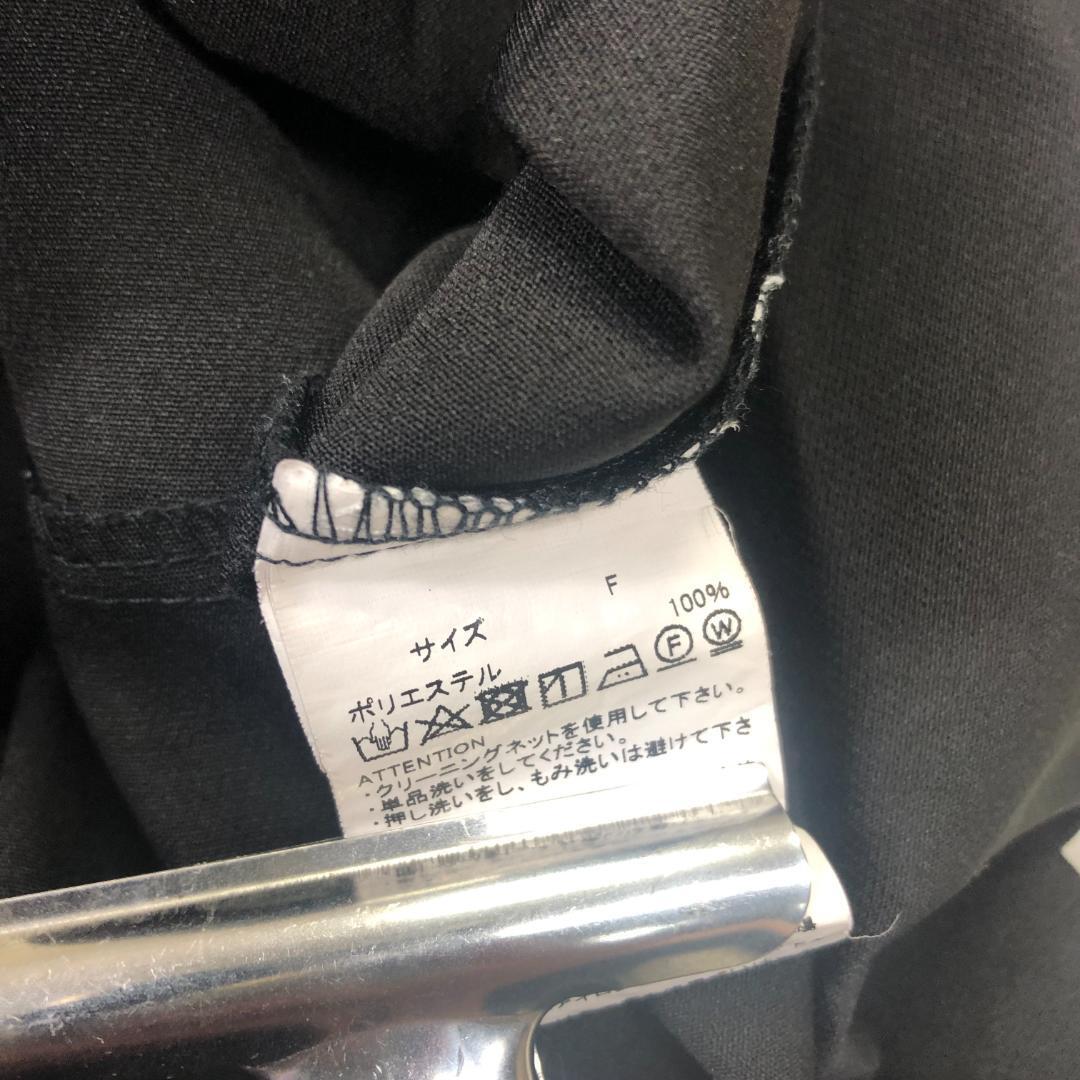 サイズ F
ポリエステル 100%
F W
ATTENTION
・クリーニングネットを使用して下さい。
・単品洗いをしてください。
・押し洗いをし、もみ洗いは避けて下さ